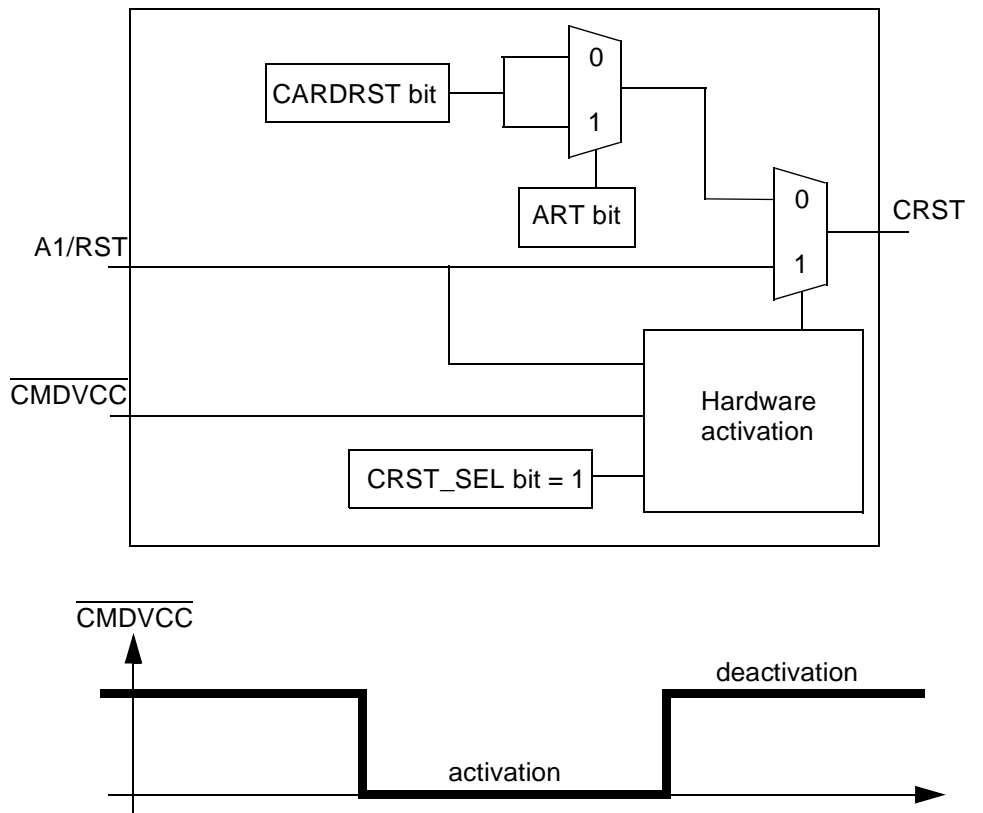 CARDRST bit
0
1
ART bit
0
1
CRST
A1/RST
CMDVCC
Hardware
activation
CRST_SEL bit = 1
CMDVCC
deactivation
activation